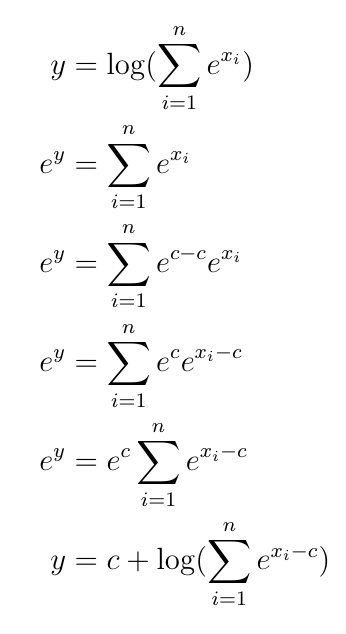 y = log(∑_{i=1}^{n} e^{x_i})
e^y = ∑_{i=1}^{n} e^{x_i}
e^y = ∑_{i=1}^{n} e^{c−c} e^{x_i}
e^y = ∑_{i=1}^{n} e^c e^{x_i−c}
e^y = e^c ∑_{i=1}^{n} e^{x_i−c}
y = c + log(∑_{i=1}^{n} e^{x_i−c})